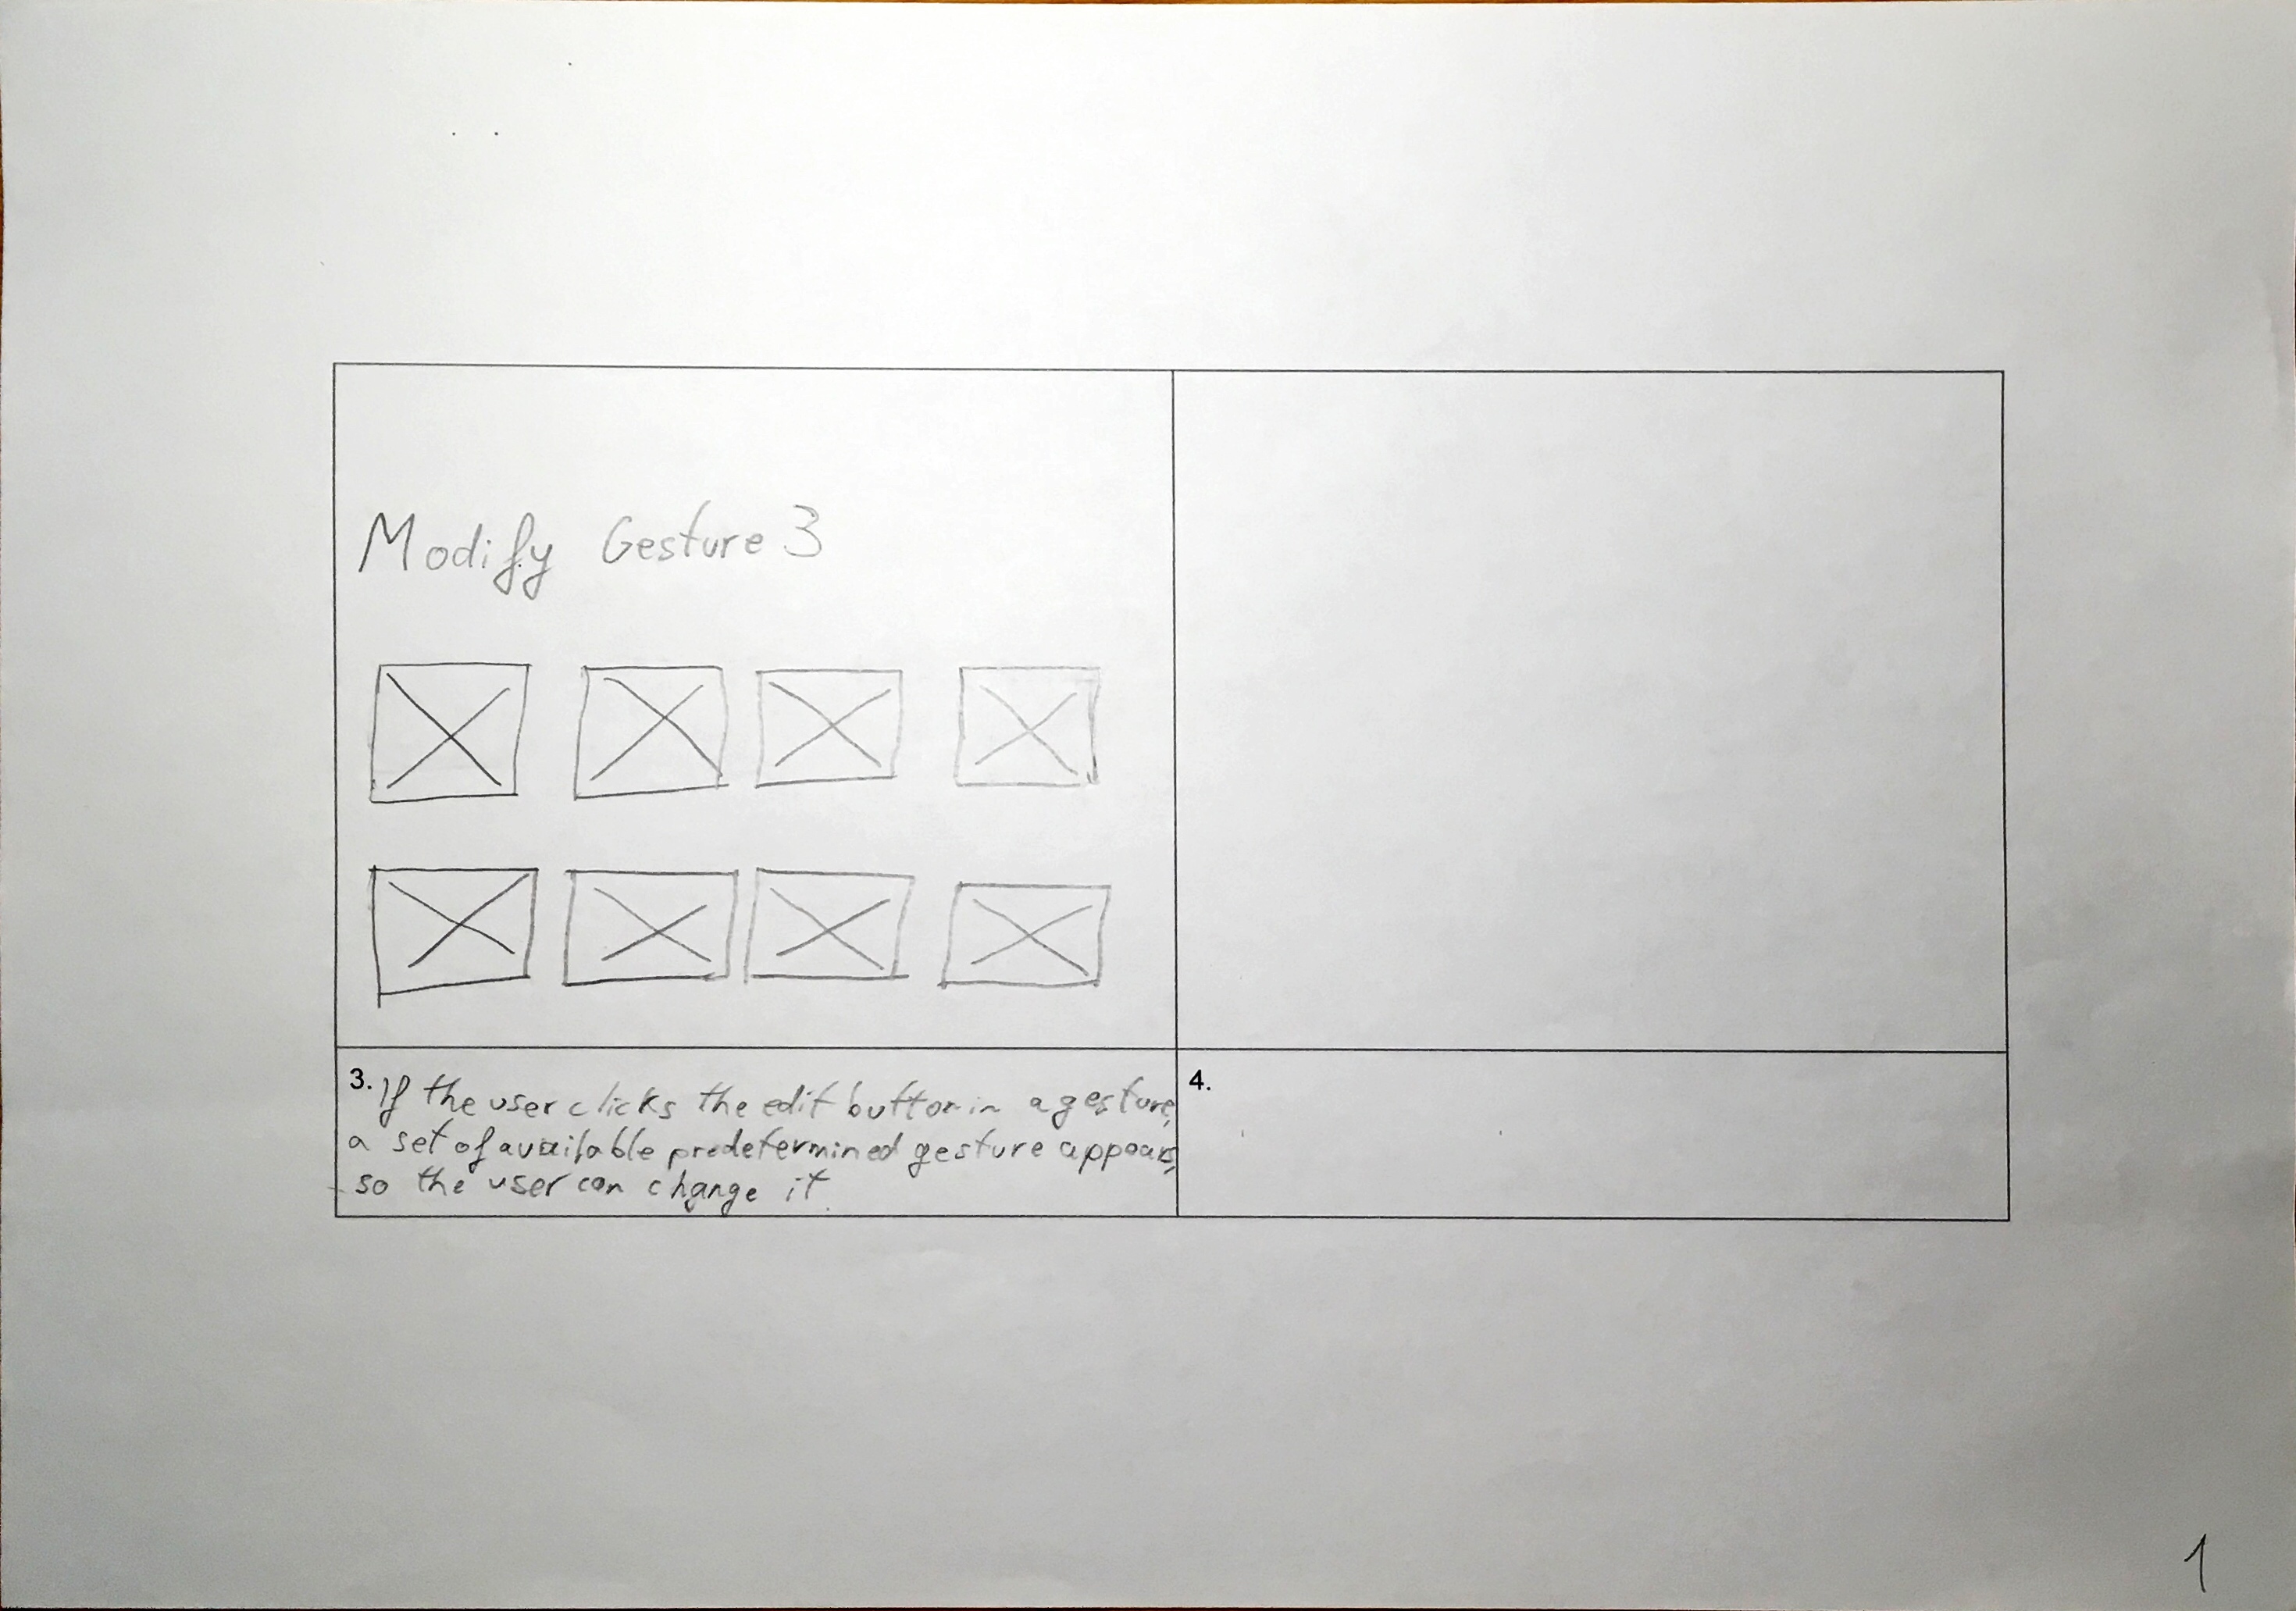 Modify Gesture 3
3. If the user clicks the edit button in a gesture,
a set of available predetermined gesture appears,
so the user can change it.
4.
1